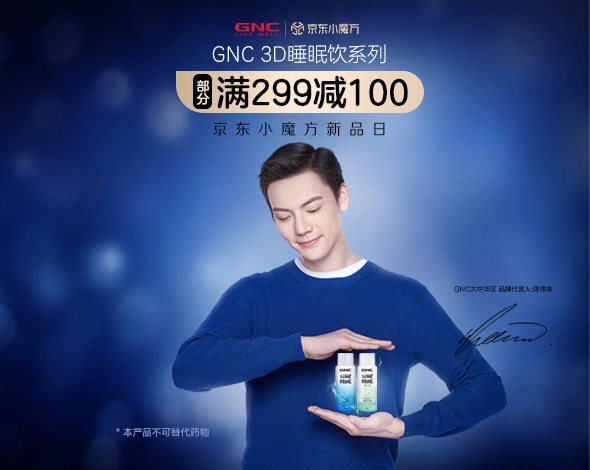 GNC
LIVE WELL
京东小魔方
GNC 3D睡眠饮系列
部分 满299减100
京东小魔方新品日
GNC大中华区 品牌代言人:陈伟霆
GNC
GNC
* 本产品不可替代药物